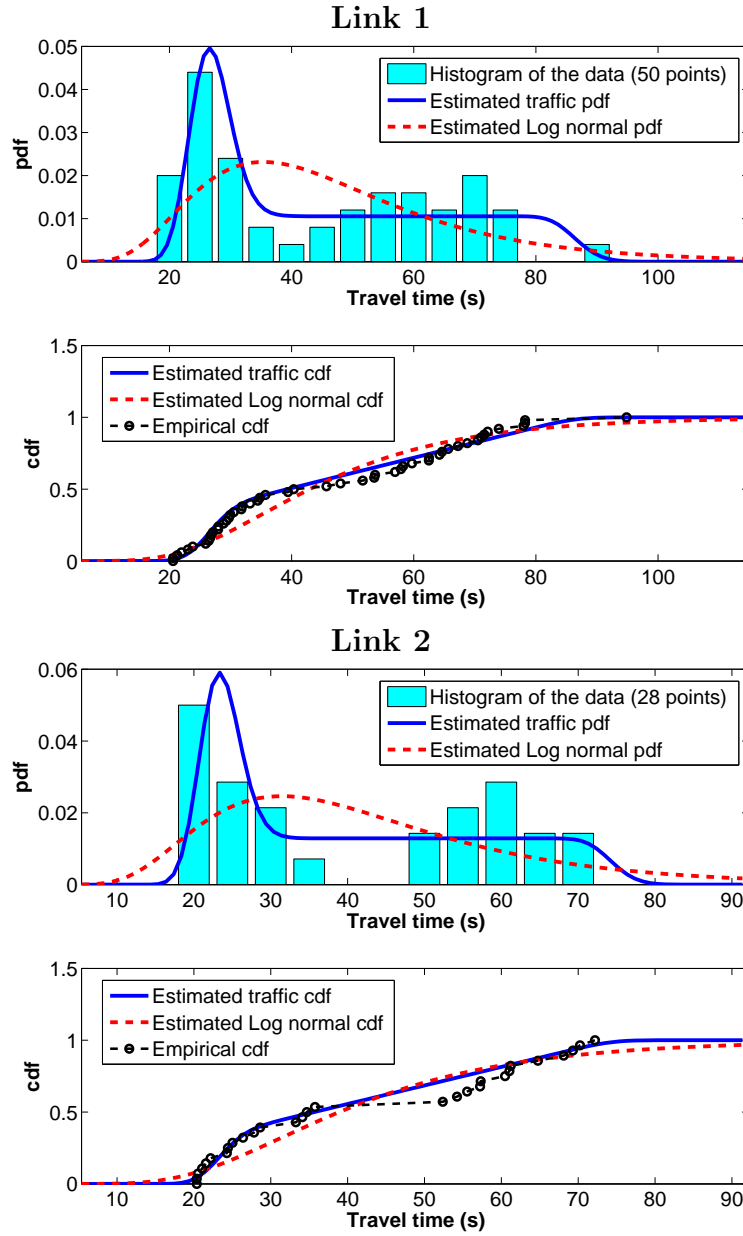 Link 1
0.05
0.04
0.03
0.02
0.01
0
pdf
Histogram of the data (50 points)
Estimated traffic pdf
Estimated Log normal pdf
20 40 60 80 100
Travel time (s)
1.5
1
0.5
0
cdf
Estimated traffic cdf
Estimated Log normal cdf
Empirical cdf
20 40 60 80 100
Travel time (s)
Link 2
0.06
0.04
0.02
0
pdf
Histogram of the data (28 points)
Estimated traffic pdf
Estimated Log normal pdf
10 20 30 40 50 60 70 80 90
Travel time (s)
1.5
1
0.5
0
cdf
Estimated traffic cdf
Estimated Log normal cdf
Empirical cdf
10 20 30 40 50 60 70 80 90
Travel time (s)